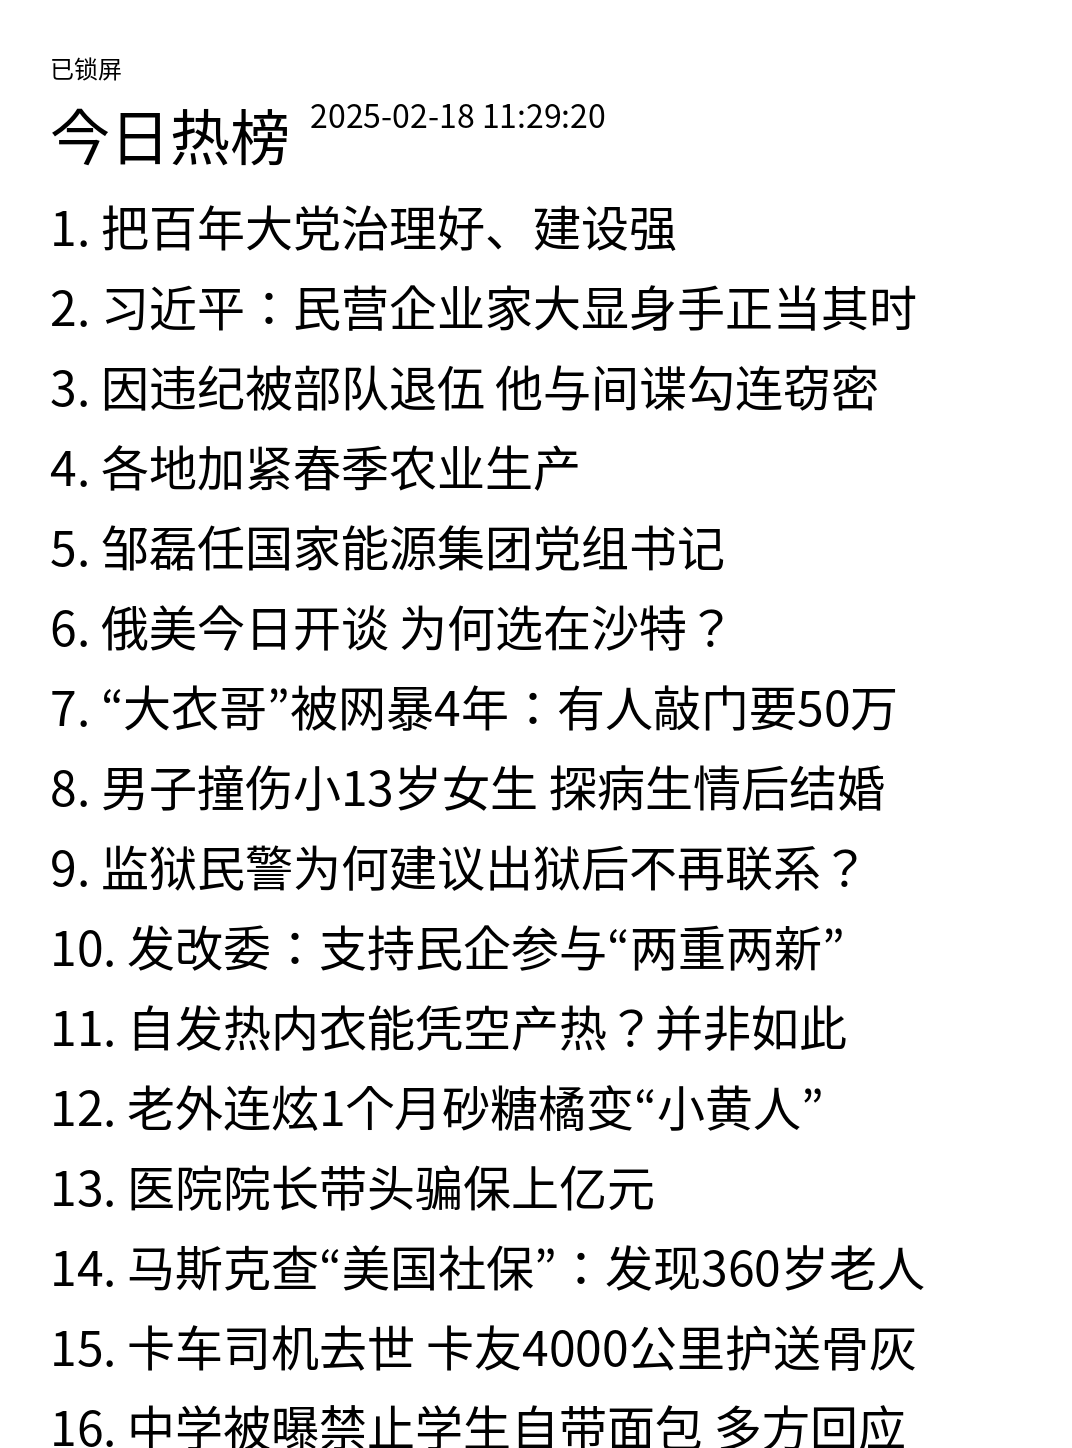 已锁屏
今日热榜 2025-02-18 11:29:20
1. 把百年大党治理好、建设强
2. 习近平：民营企业家大显身手正当其时
3. 因违纪被部队退伍 他与间谍勾连窃密
4. 各地加紧春季农业生产
5. 邹磊任国家能源集团党组书记
6. 俄美今日开谈 为何选在沙特？
7. “大衣哥”被网暴4年：有人敲门要50万
8. 男子撞伤小13岁女生 探病生情后结婚
9. 监狱民警为何建议出狱后不再联系？
10. 发改委：支持民企参与“两重两新”
11. 自发热内衣能凭空产热？并非如此
12. 老外连炫1个月砂糖橘变“小黄人”
13. 医院院长带头骗保上亿元
14. 马斯克查“美国社保”：发现360岁老人
15. 卡车司机去世 卡友4000公里护送骨灰
16. 中学被曝禁止学生自带面包 多方回应